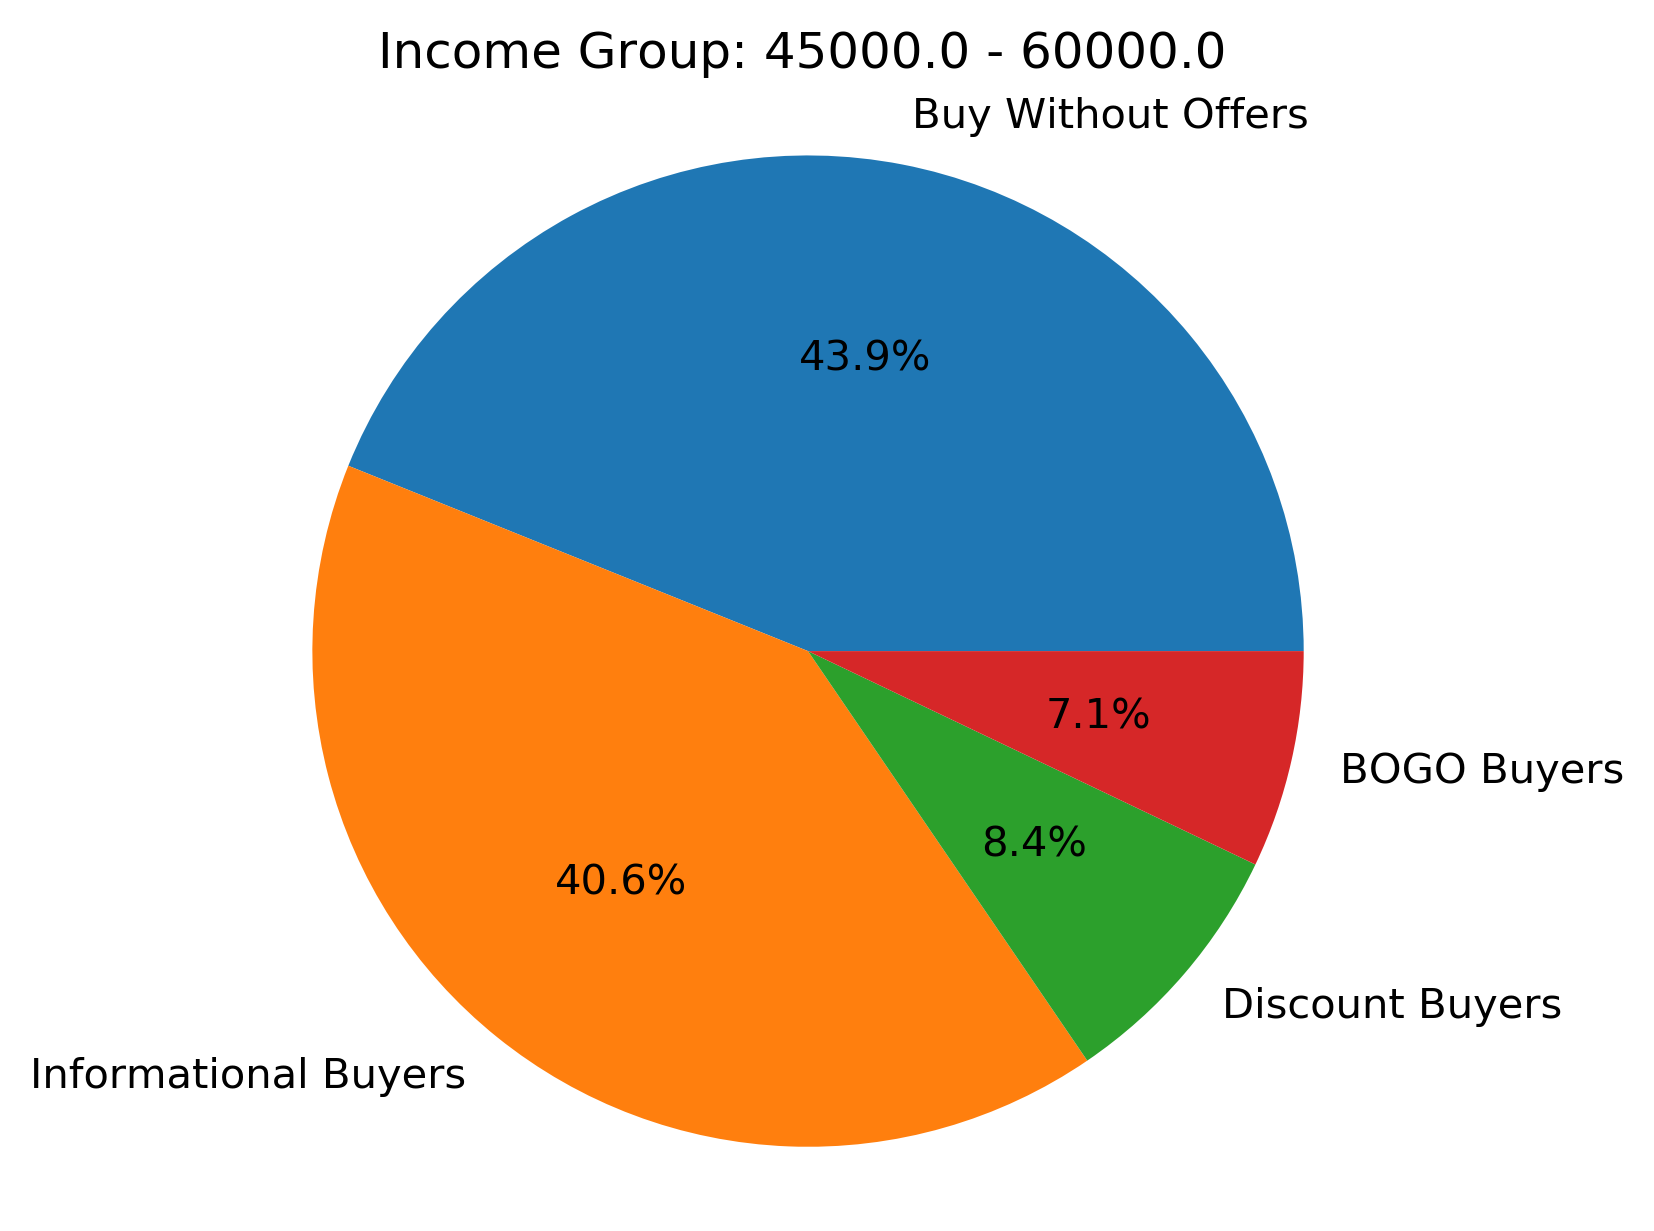 Income Group: 45000.0 - 60000.0
Buy Without Offers
43.9%
7.1%
BOGO Buyers
8.4%
40.6%
Discount Buyers
Informational Buyers